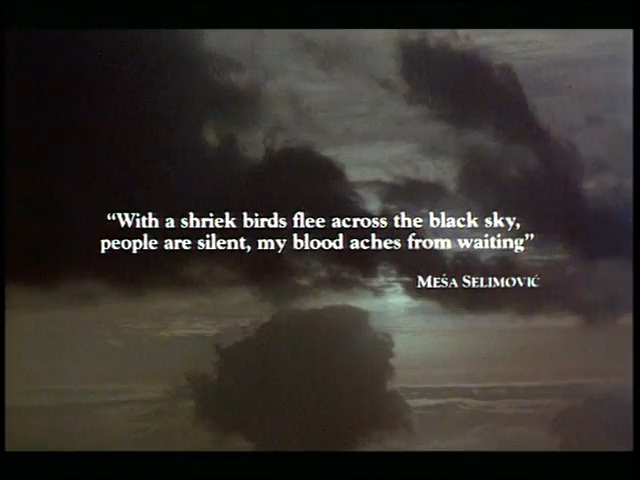 “With a shriek birds flee across the black sky,
people are silent, my blood aches from waiting”
MEŠA SELIMOVIĆ